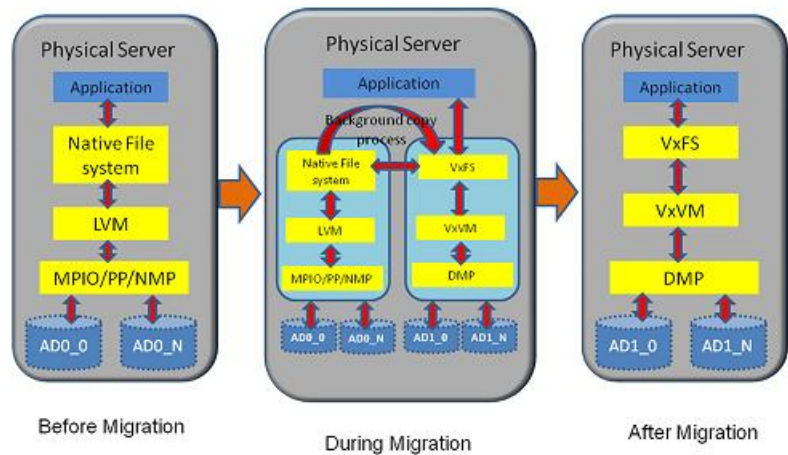 Physical Server
Application
Native File
system
LVM
MPIO/PP/NMP
AD0_0
AD0_N
Before Migration
Physical Server
Application
Background copy
process
Native File
system
LVM
MPIO/PP/NMP
VxFS
VxVM
DMP
AD0_0
AD0_N
AD1_0
AD1_N
During Migration
Physical Server
Application
VxFS
VxVM
DMP
AD1_0
AD1_N
After Migration